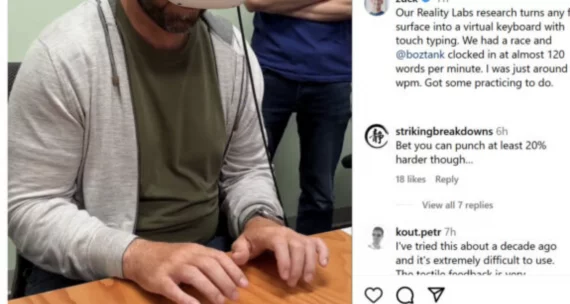 Our Reality Labs research turns any f
surface into a virtual keyboard with
touch typing. We had a race and
@boztank clocked in at almost 120
words per minute. I was just around
wpm. Got some practicing to do.
strikingbreakdowns 6h
Bet you can punch at least 20%
harder though...
18 likes Reply
View all 7 replies
kout.petr 7h
I've tried this about a decade ago
and it's extremely difficult to use.
The tactile feedback is very